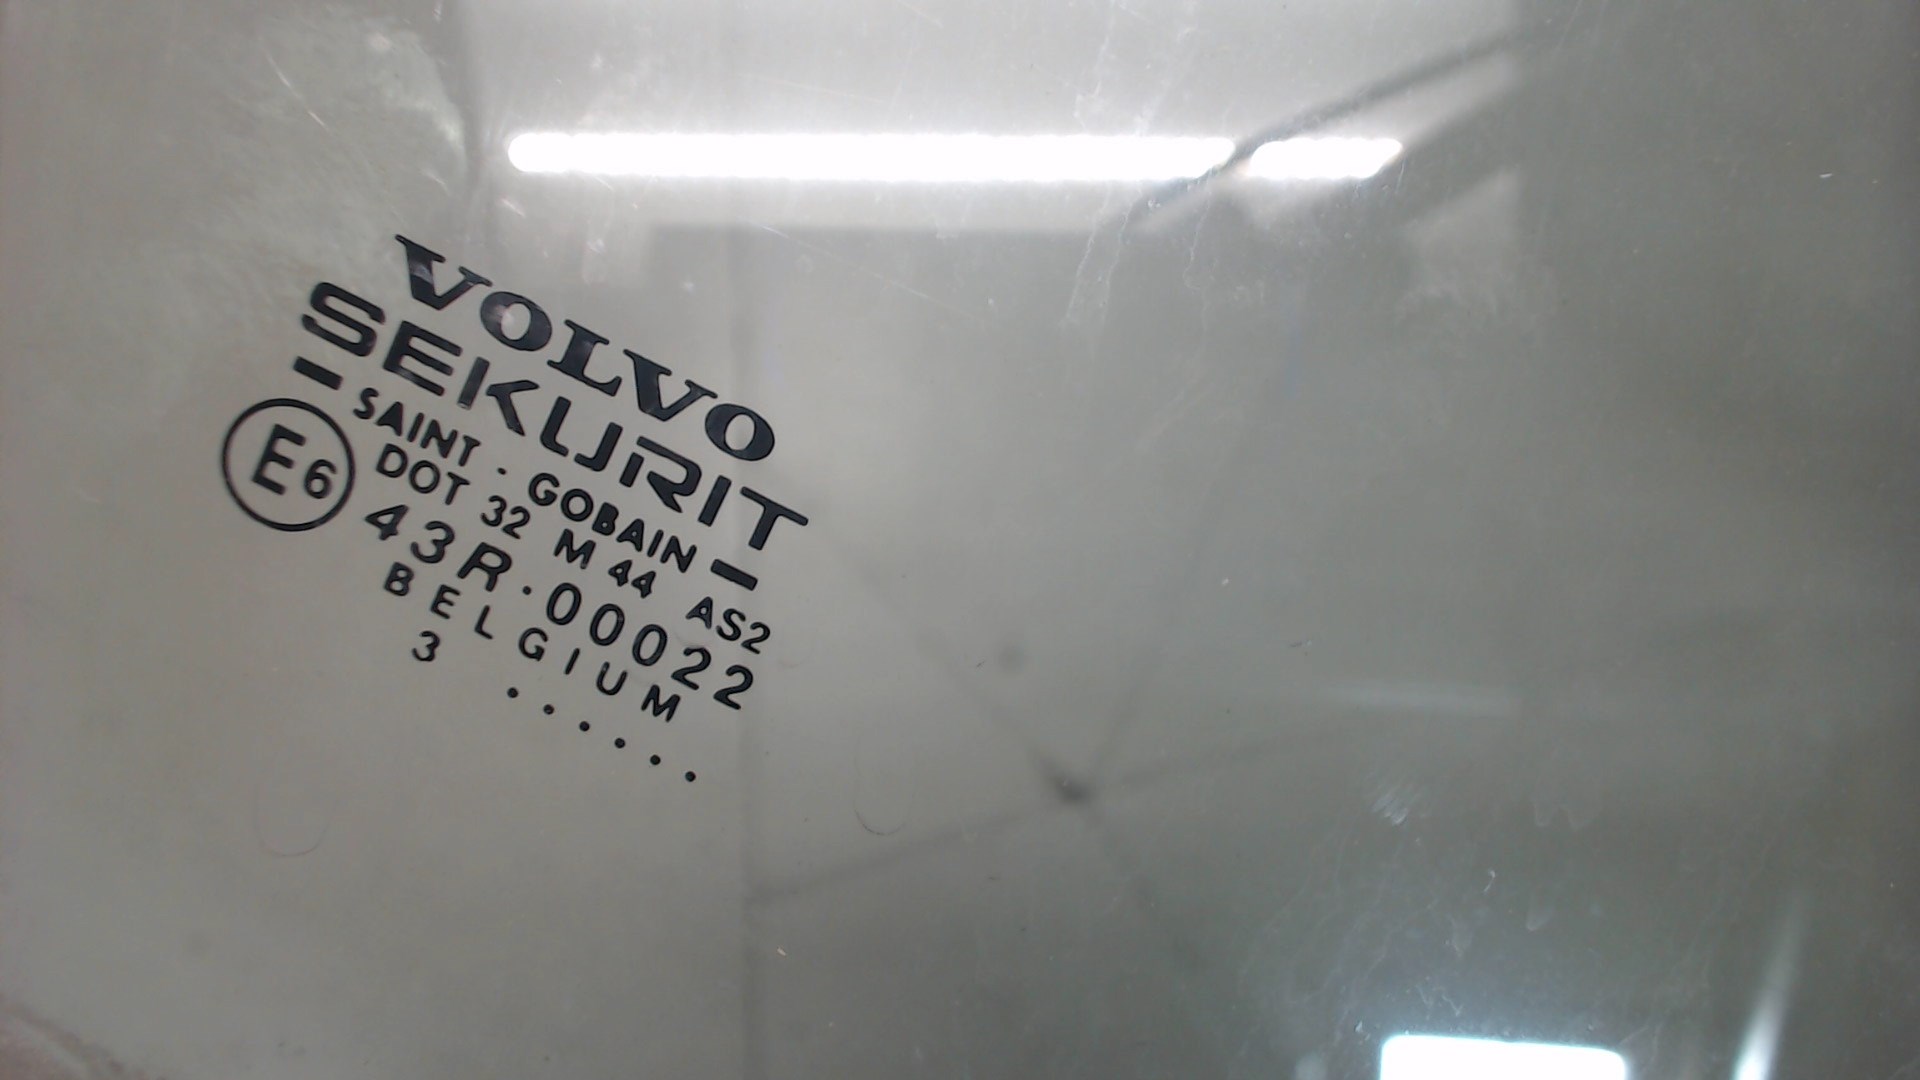 VOLVO
SEKURIT
SAINT-GOBAIN
E6
DOT 32 M 44 AS2
43R·00022
BELGIUM
3 ······